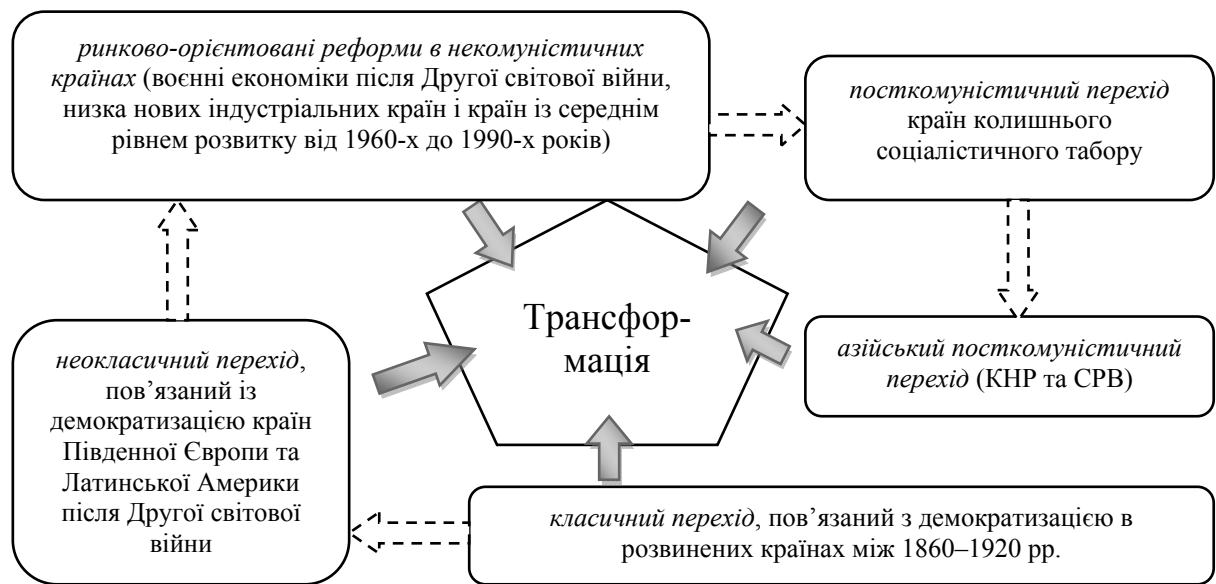 ринково-орієнтовані реформи в некомуністичних
країнах (воєнні економіки після Другої світової війни,
низка нових індустріальних країн і країн із середнім
рівнем розвитку від 1960-х до 1990-х років)
посткомуністичний перехід
країн колишнього
соціалістичного табору
Трансфор-
мація
азійський посткомуністичний
перехід (КНР та СРВ)
неокласичний перехід,
пов’язаний із
демократизацією країн
Південної Європи та
Латинської Америки
після Другої світової
війни
класичний перехід, пов’язаний з демократизацією в
розвинених країнах між 1860–1920 рр.